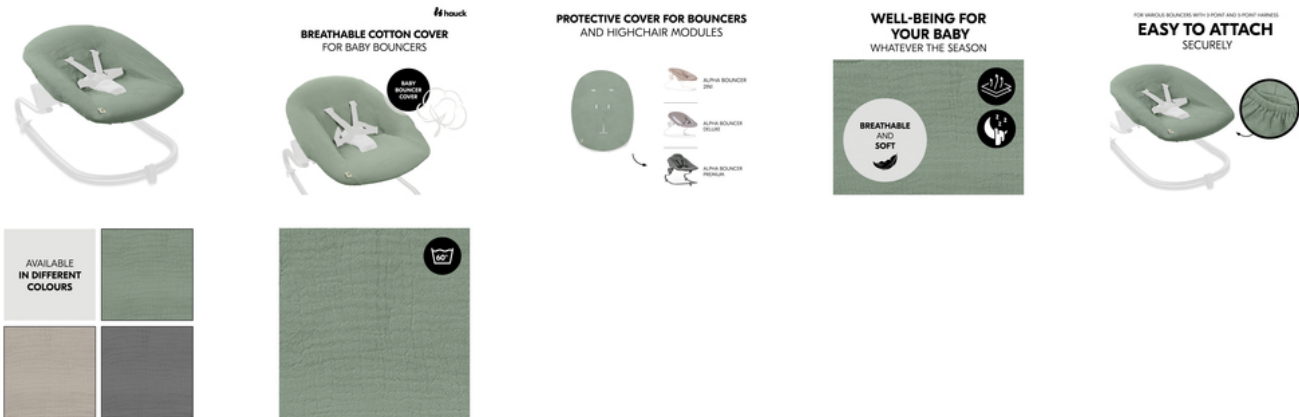 hauck
BREATHABLE COTTON COVER
FOR BABY BOUNCERS
BABY
BOUNCER
COVER
PROTECTIVE COVER FOR BOUNCERS
AND HIGHCHAIR MODULES
ALPHA BOUNCER
2IN1
ALPHA BOUNCER
DELUXE
ALPHA BOUNCER
PREMIUM
WELL-BEING FOR
YOUR BABY
WHATEVER THE SEASON
BREATHABLE
AND
SOFT
z z z
FOR VARIOUS BOUNCERS WITH 3-POINT AND 5-POINT HARNESS
EASY TO ATTACH
SECURELY
AVAILABLE
IN DIFFERENT
COLOURS
60°